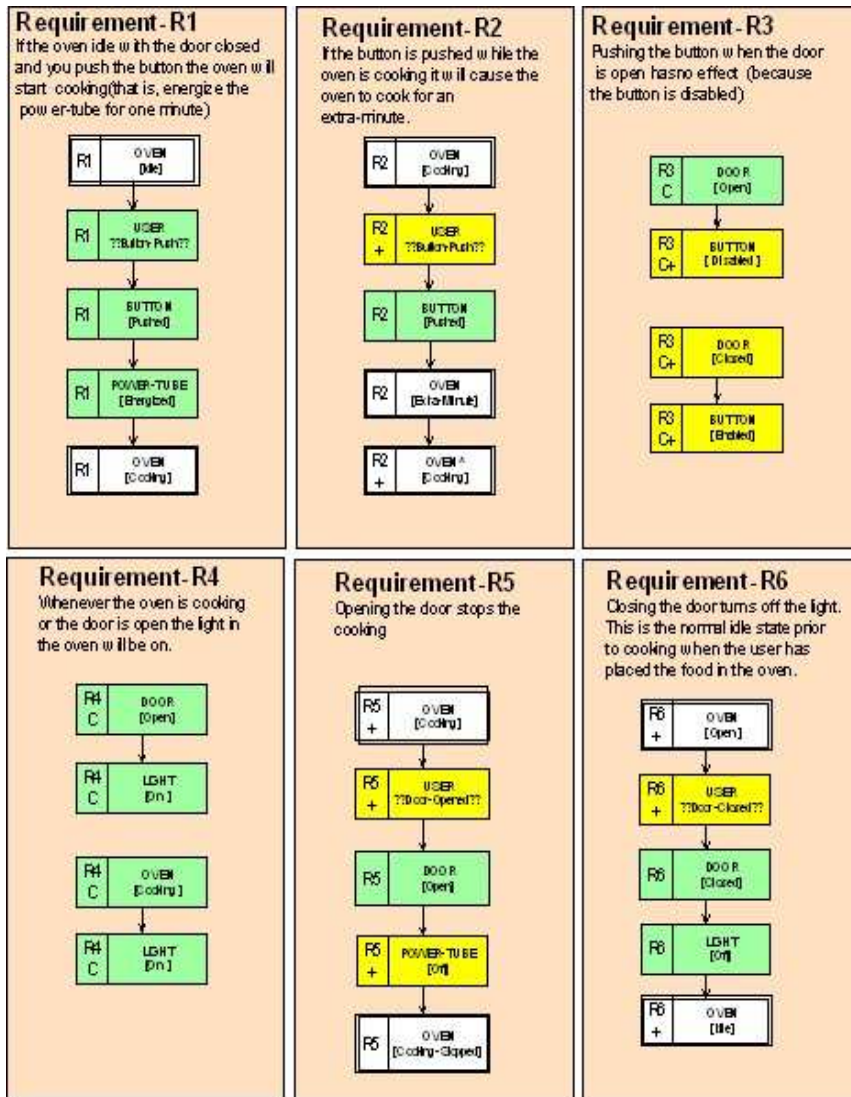 Requirement-R1
If the oven idle with the door closed
and you push the button the oven will
start cooking(that is, energize the
power-tube for one minute)
R1
OVEN
[Idle]
R1
USER
??Button-Push??
R1
BUTTON
[Pushed]
R1
POWER-TUBE
[Energized]
R1
OVEN
[Cooking]
Requirement-R2
If the button is pushed while the
oven is cooking it will cause the
oven to cook for an
extra-minute.
R2
OVEN
[Cooking]
R2
+
USER
??Button-Push??
R2
BUTTON
[Pushed]
R2
OVEN
[Extra-Minute]
R2
+
OVEN ^
[Cooking]
Requirement-R3
Pushing the button when the door
is open hasno effect (because
the button is disabled)
R3
C
DOOR
[Open]
R3
C+
BUTTON
[Disabled]
R3
C+
DOOR
[Closed]
R3
C+
BUTTON
[Enabled]
Requirement-R4
Whenever the oven is cooking
or the door is open the light in
the oven will be on.
R4
C
DOOR
[Open]
R4
C
LIGHT
[On]
R4
C
OVEN
[Cooking]
R4
C
LIGHT
[On]
Requirement-R5
Opening the door stops the
cooking
R5
+
OVEN
[Cooking]
R5
+
USER
??Door-Opened??
R5
DOOR
[Open]
R5
+
POWER-TUBE
[Off]
R5
OVEN
[Cooking-Stopped]
Requirement-R6
Closing the door turns off the light.
This is the normal idle state prior
to cooking when the user has
placed the food in the oven.
R6
+
OVEN
[Open]
R6
+
USER
??Door-Closed??
R6
DOOR
[Closed]
R6
LIGHT
[Off]
R6
+
OVEN
[Idle]